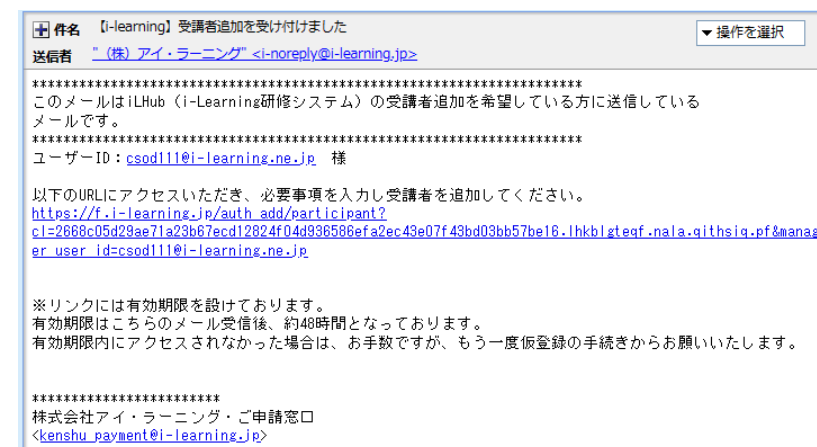 件名 【i-learning】受講者追加を受け付けました
▼操作を選択
送信者 "（株）アイ・ラーニング" <i-noreply@i-learning.jp>
**********************************************************************
このメールはiLHub（i-Learning研修システム）の受講者追加を希望している方に送信している
メールです。
**********************************************************************
ユーザーID：csod111@i-learning.ne.jp 様
以下のURLにアクセスいただき、必要事項を入力し受講者を追加してください。
https://f.i-learning.jp/auth_add/participant?
cl=2668c05d29ae71a23b67ecd12824f04d936586efa2ec43e07f43bd03bb57be16.lhkblgteqf.nala.qithsiq.pf&manag
er_user_id=csod111@i-learning.ne.jp
※リンクには有効期限を設けております。
有効期限はこちらのメール受信後、約48時間となっております。
有効期限内にアクセスされなかった場合は、お手数ですが、もう一度仮登録の手続きからお願いいたします。
************************
株式会社アイ・ラーニング・ご申請窓口
<kenshu_payment@i-learning.jp>